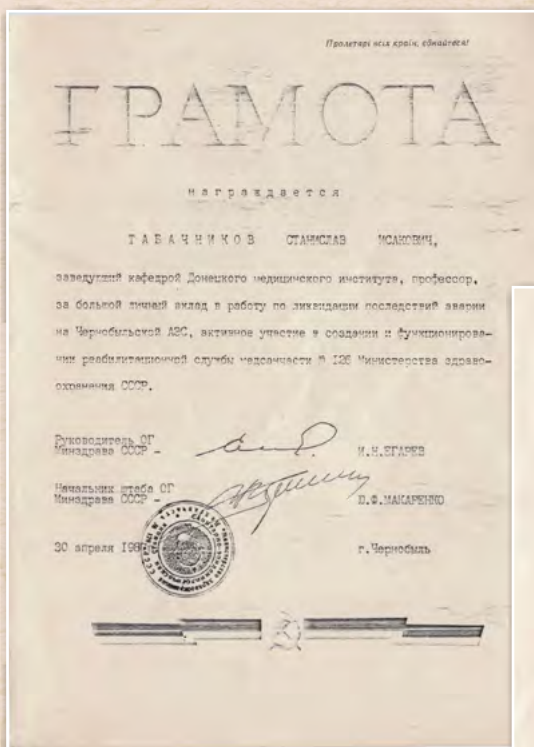 Пролетарі всіх країн, єднайтеся!
ГРАМОТА
награждается
ТАБАЧНИКОВ СТАНИСЛАВ ИСАКОВИЧ,
заведующий кафедрой Донецкого медицинского института, профессор,
за большой личный вклад в работу по ликвидации последствий аварии
на Чернобыльской АЭС, активное участие в создании и функционирова-
нии реабилитационной службы медсанчасти № 126 Министерства здраво-
охранения СССР.
Руководитель ОГ
Минздрава СССР - И.Н.ЕГАРЕВ
Начальник штаба ОГ
Минздрава СССР - Ю.Ф.МАКАРЕНКО
30 апреля г.Чернобыль